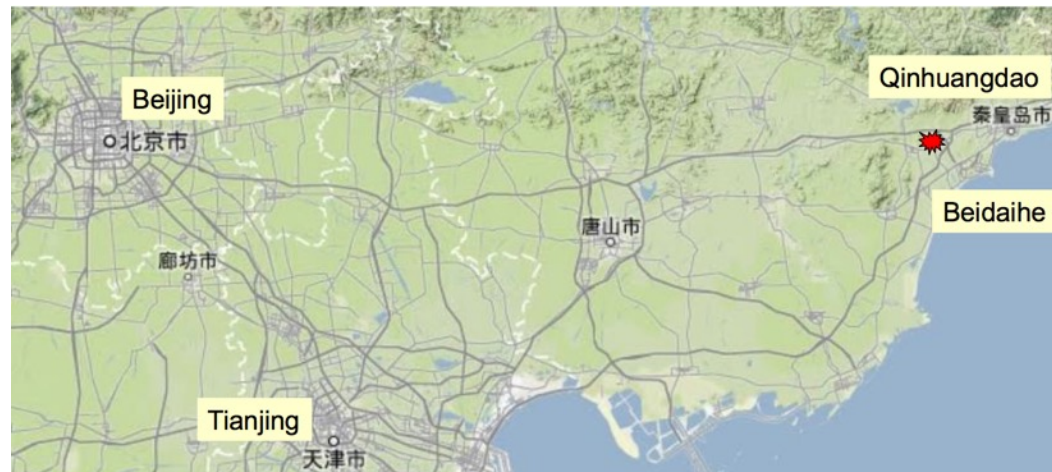 Beijing
北京市
Qinhuangdao
秦皇岛市
Beidaihe
唐山市
廊坊市
Tianjing
天津市